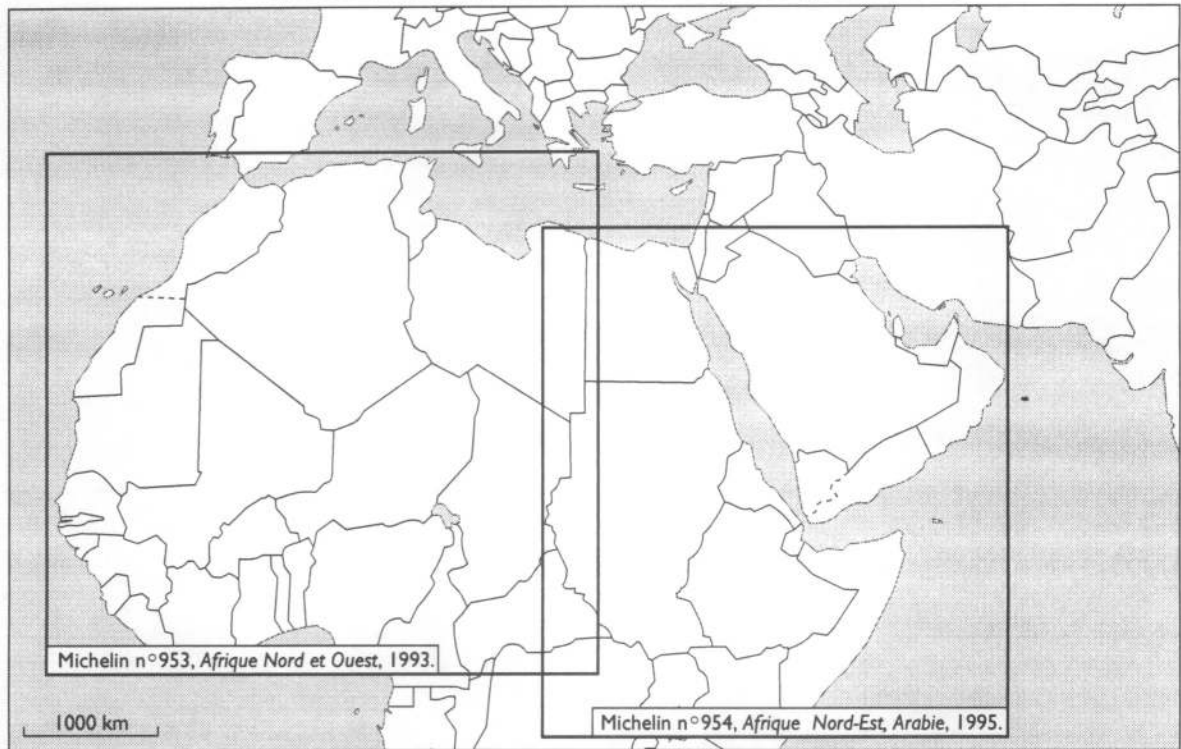 Michelin n°953, Afrique Nord et Ouest, 1993.
1000 km
Michelin n°954, Afrique Nord-Est, Arabie, 1995.